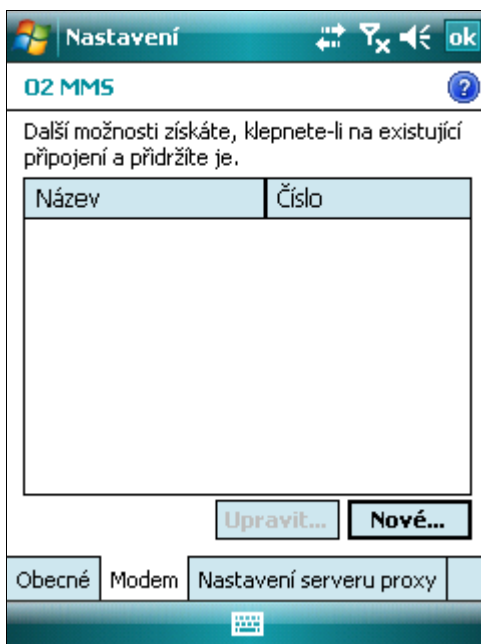 Nastavení ok
O2 MMS ?
Další možnosti získáte, klepnete-li na existující
připojení a přidržíte je.
Název Číslo
Upravit... Nové...
Obecné Modem Nastavení serveru proxy